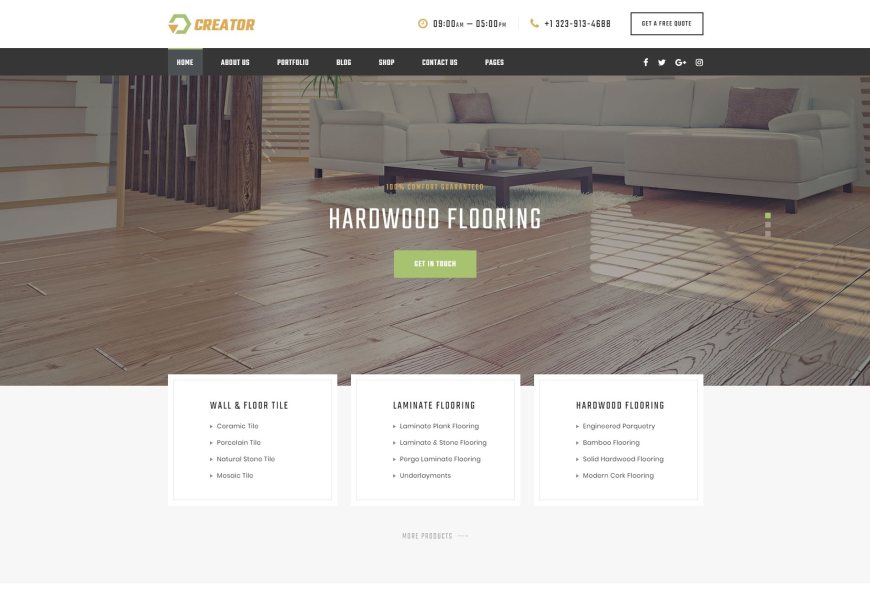 CREATOR
09:00AM — 05:00PM
+1 323-913-4688
GET A FREE QUOTE
HOME ABOUT US PORTFOLIO BLOG SHOP CONTACT US PAGES
100% COMFORT GUARANTEED
HARDWOOD FLOORING
GET IN TOUCH
WALL & FLOOR TILE
Ceramic Tile
Porcelain Tile
Natural Stone Tile
Mosaic Tile
LAMINATE FLOORING
Laminate Plank Flooring
Laminate & Stone Flooring
Pergo Laminate Flooring
Underlayments
HARDWOOD FLOORING
Engineered Parquetry
Bamboo Flooring
Solid Hardwood Flooring
Modern Cork Flooring
MORE PRODUCTS